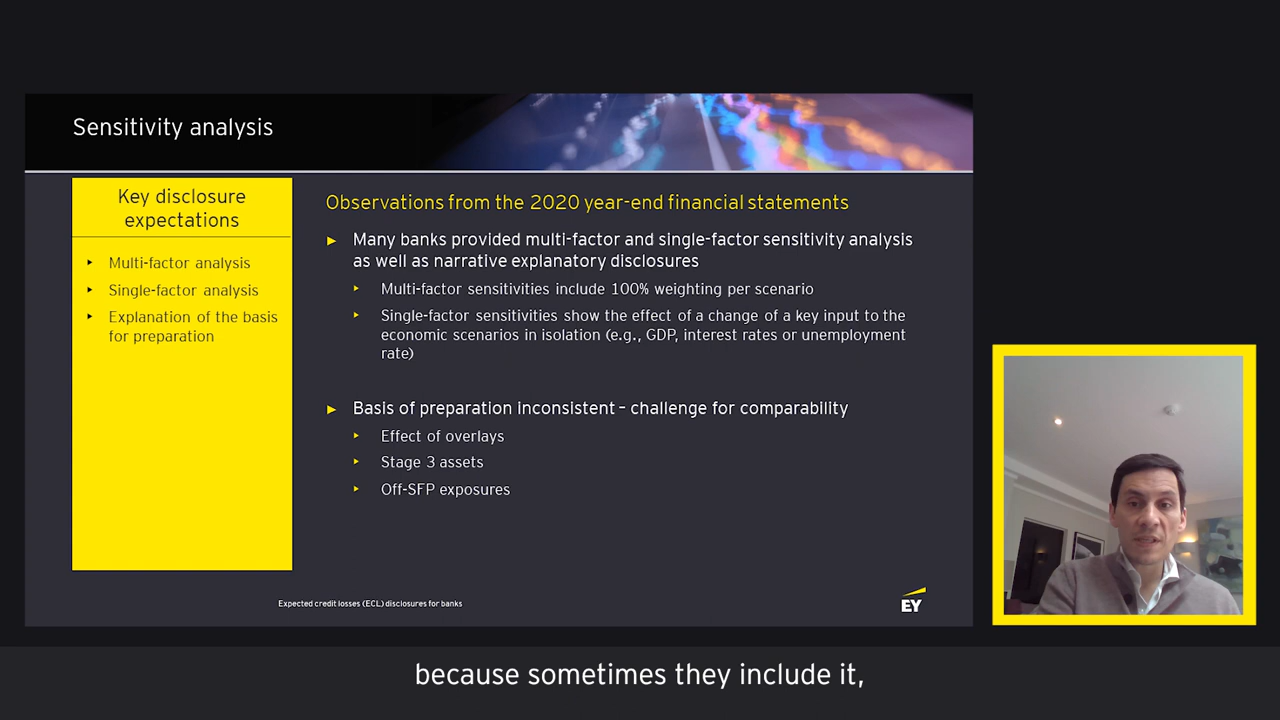 Sensitivity analysis
Key disclosure
expectations
‣ Multi-factor analysis
‣ Single-factor analysis
‣ Explanation of the basis
for preparation
Observations from the 2020 year-end financial statements
► Many banks provided multi-factor and single-factor sensitivity analysis
as well as narrative explanatory disclosures
‣ Multi-factor sensitivities include 100% weighting per scenario
‣ Single-factor sensitivities show the effect of a change of a key input to the
economic scenarios in isolation (e.g., GDP, interest rates or unemployment
rate)
► Basis of preparation inconsistent – challenge for comparability
‣ Effect of overlays
‣ Stage 3 assets
‣ Off-SFP exposures
Expected credit losses (ECL) disclosures for banks
EY
because sometimes they include it,